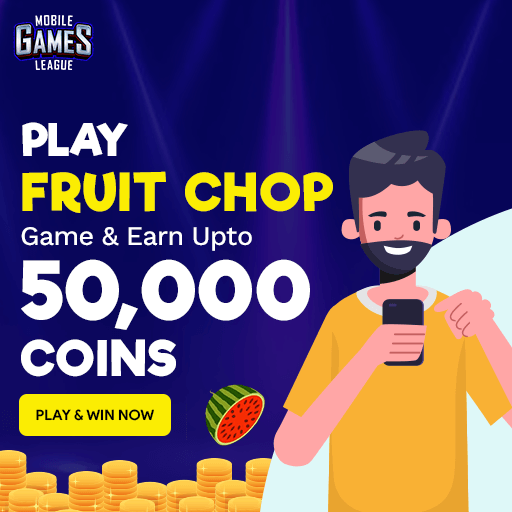 MOBILE
GAMES
LEAGUE
PLAY
FRUIT CHOP
Game & Earn Upto
50,000
COINS
PLAY & WIN NOW